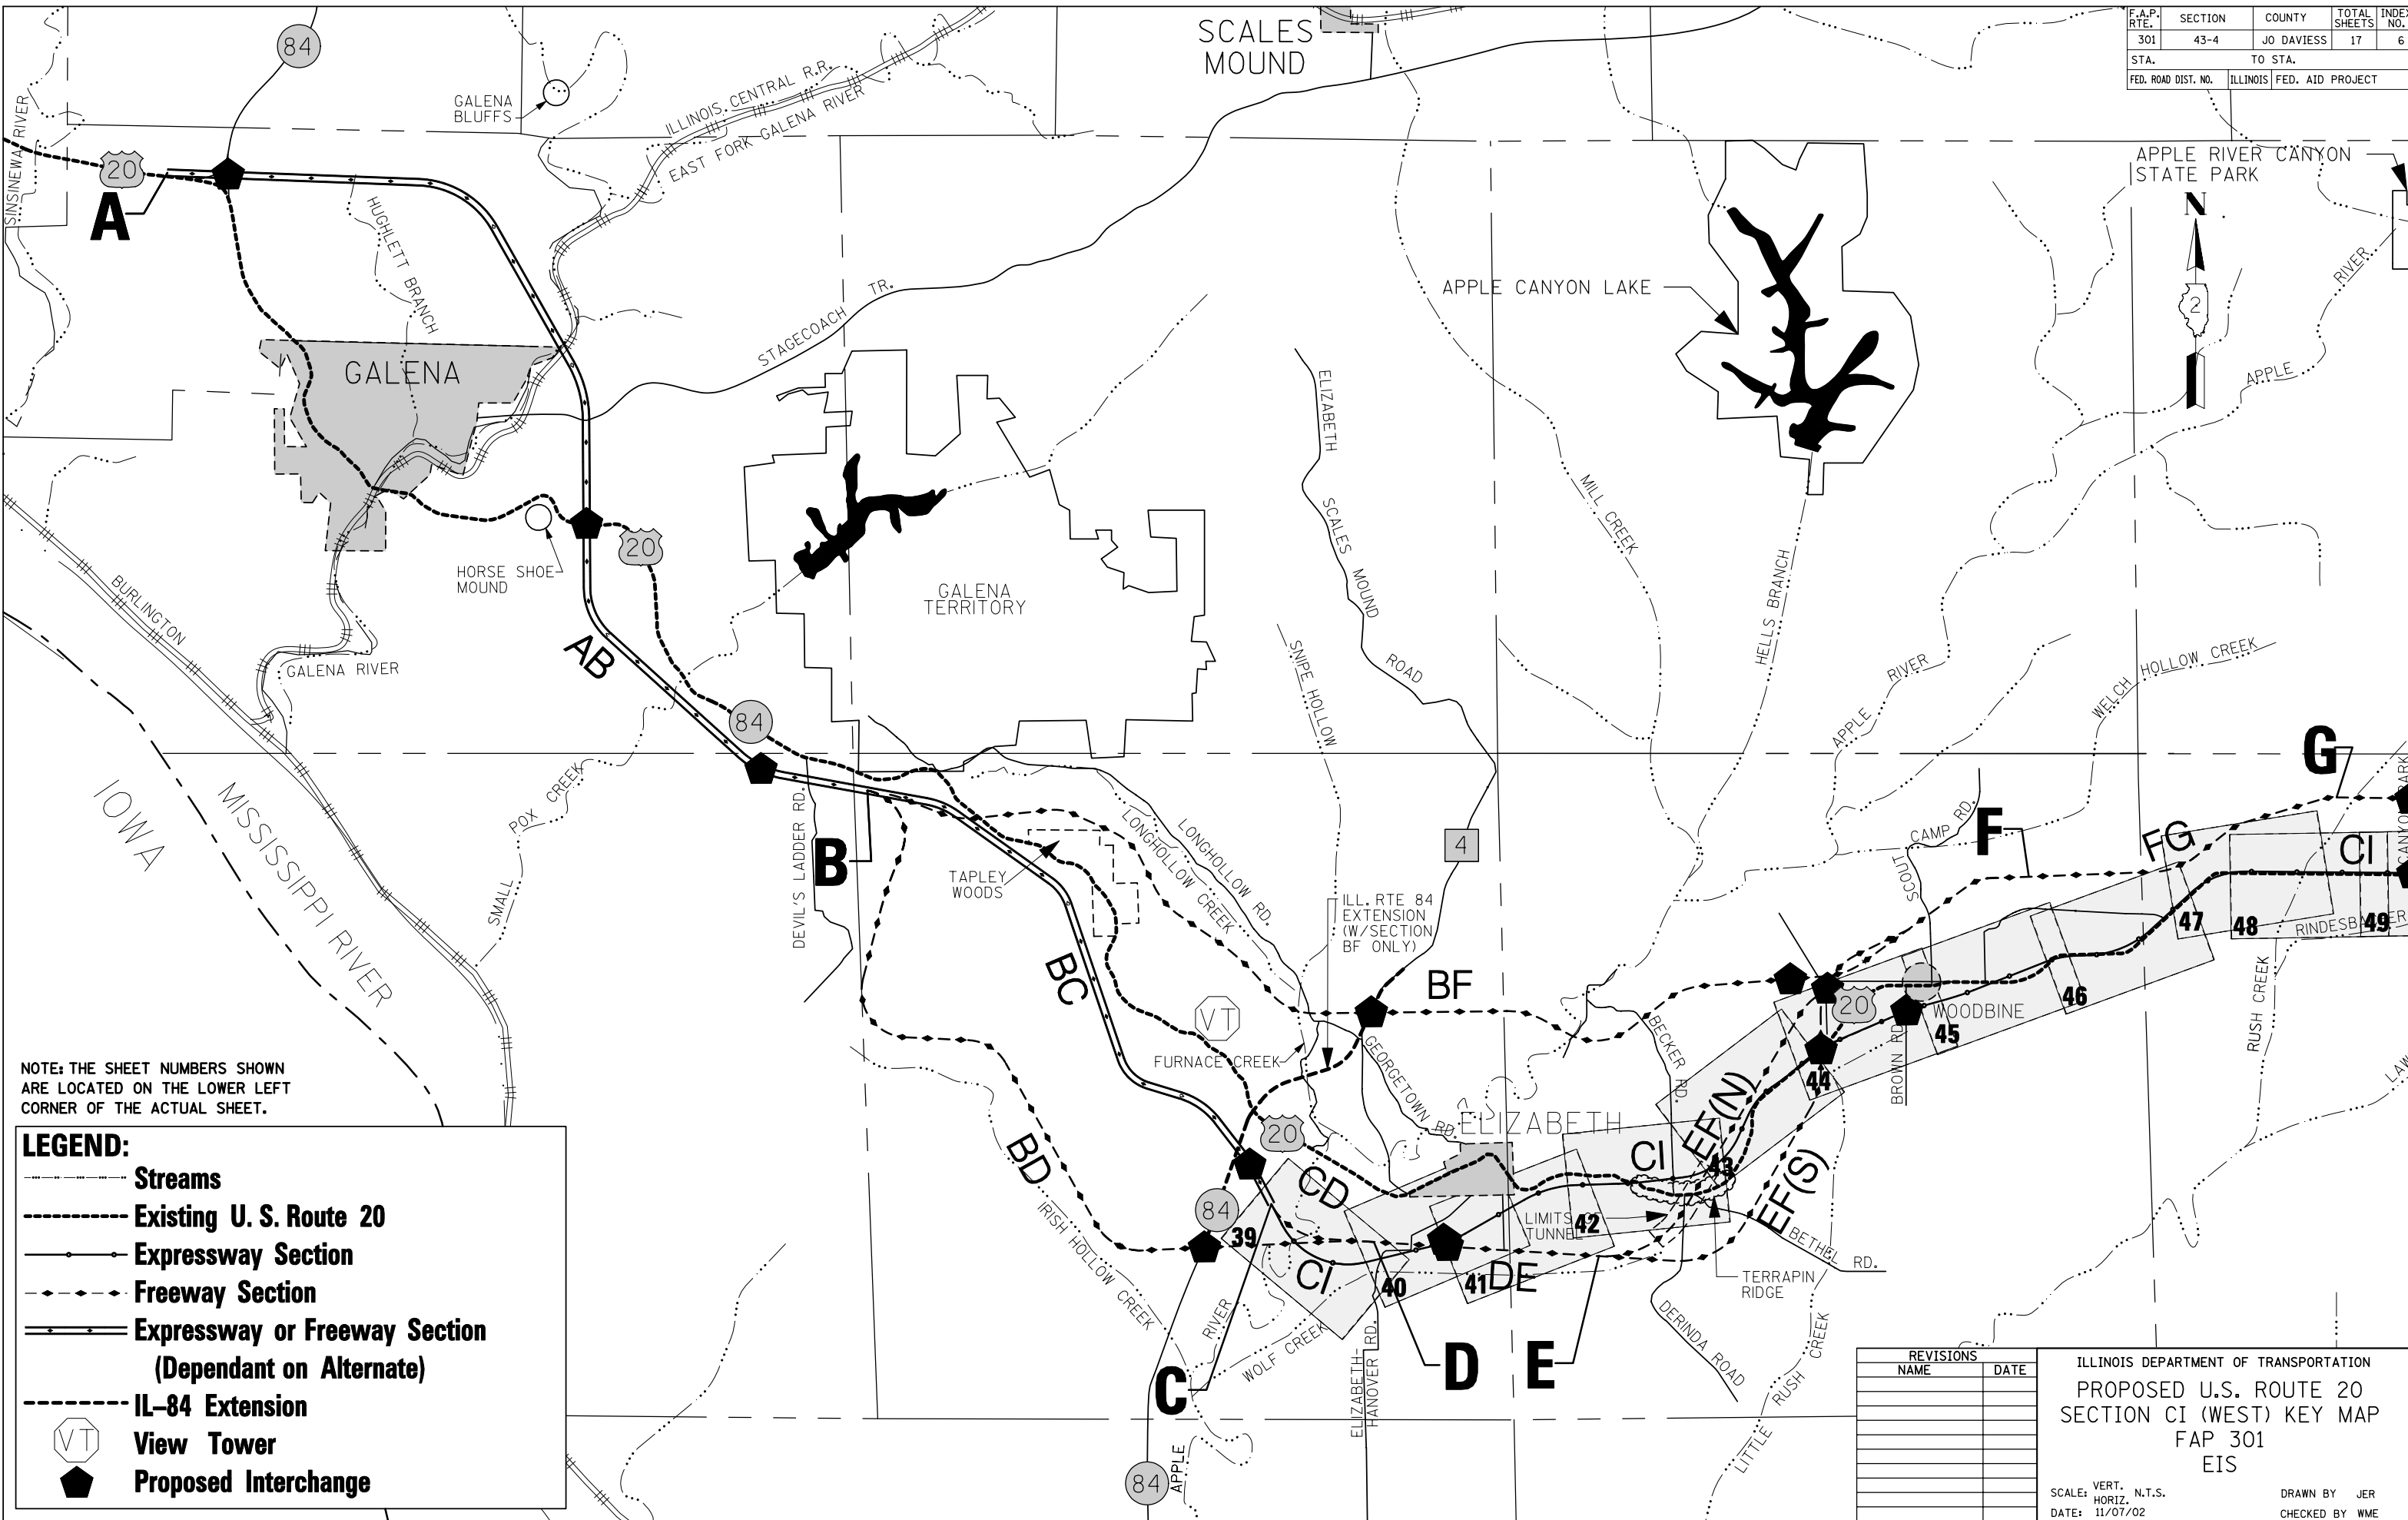 SCALES
MOUND
F.A.P.
RTE.
SECTION
COUNTY
TOTAL
SHEETS
INDEX
NO.
301
43-4
JO DAVIESS
17
6
STA.
TO STA.
FED. ROAD DIST. NO.
ILLINOIS
FED. AID PROJECT
84
GALENA
BLUFFS
ILLINOIS CENTRAL R.R.
EAST FORK GALENA RIVER
SINSINEWA RIVER
20
A
HUGHLETT BRANCH
APPLE RIVER CANYON
STATE PARK
N
2
APPLE CANYON LAKE
STAGECOACH TR.
APPLE RIVER
GALENA
ELIZABETH SCALES MOUND ROAD
MILL CREEK
HELLS BRANCH
HORSE SHOE
MOUND
20
GALENA
TERRITORY
BURLINGTON
GALENA RIVER
AB
SNIPE HOLLOW
APPLE RIVER
WELCH HOLLOW CREEK
84
IOWA
MISSISSIPPI RIVER
SMALL POX CREEK
DEVIL'S LADDER RD.
B
TAPLEY
WOODS
LONGHOLLOW CREEK
LONGHOLLOW RD.
4
SCOUT CAMP RD.
F
FG
G
CI
CANYON PARK
ILL. RTE 84
EXTENSION
(W/SECTION
BF ONLY)
BC
VT
BF
FURNACE CREEK
GEORGETOWN RD.
BECKER RD.
20
WOODBINE
BROWN RD.
44
45
46
47
48
49
RUSH CREEK
NOTE: THE SHEET NUMBERS SHOWN
ARE LOCATED ON THE LOWER LEFT
CORNER OF THE ACTUAL SHEET.
BD
20
ELIZABETH
CI
EF(N)
EF(S)
43
CD
84
39
LIMITS
TUNNEL
42
BETHEL RD.
IRISH HOLLOW CREEK
CI
40
41
DE
TERRAPIN
RIDGE
APPLE RIVER
WOLF CREEK
ELIZABETH-
HANOVER RD.
DERINDA ROAD
LITTLE RUSH CREEK
C
D
E
84
LEGEND:
Streams
Existing U. S. Route 20
Expressway Section
Freeway Section
Expressway or Freeway Section
(Dependant on Alternate)
IL-84 Extension
VT
View Tower
Proposed Interchange
REVISIONS
NAME
DATE
ILLINOIS DEPARTMENT OF TRANSPORTATION
PROPOSED U.S. ROUTE 20
SECTION CI (WEST) KEY MAP
FAP 301
EIS
SCALE: VERT.
HORIZ.
N.T.S.
DATE: 11/07/02
DRAWN BY JER
CHECKED BY WME